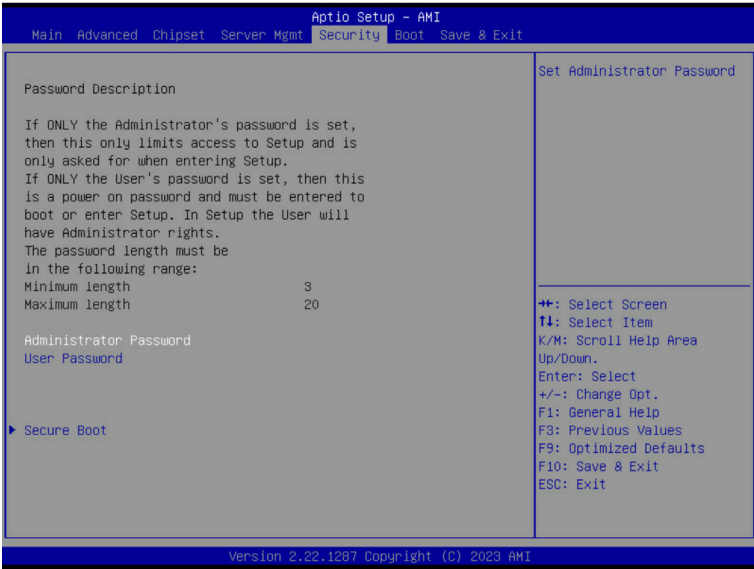 Aptio Setup – AMI
Main Advanced Chipset Server Mgmt Security Boot Save & Exit
Password Description
If ONLY the Administrator's password is set,
then this only limits access to Setup and is
only asked for when entering Setup.
If ONLY the User's password is set, then this
is a power on password and must be entered to
boot or enter Setup. In Setup the User will
have Administrator rights.
The password length must be
in the following range:
Minimum length 3
Maximum length 20
Administrator Password
User Password
Secure Boot
Set Administrator Password
→←: Select Screen
↑↓: Select Item
K/M: Scroll Help Area
Up/Down.
Enter: Select
+/-: Change Opt.
F1: General Help
F3: Previous Values
F9: Optimized Defaults
F10: Save & Exit
ESC: Exit
Version 2.22.1287 Copyright (C) 2023 AMI